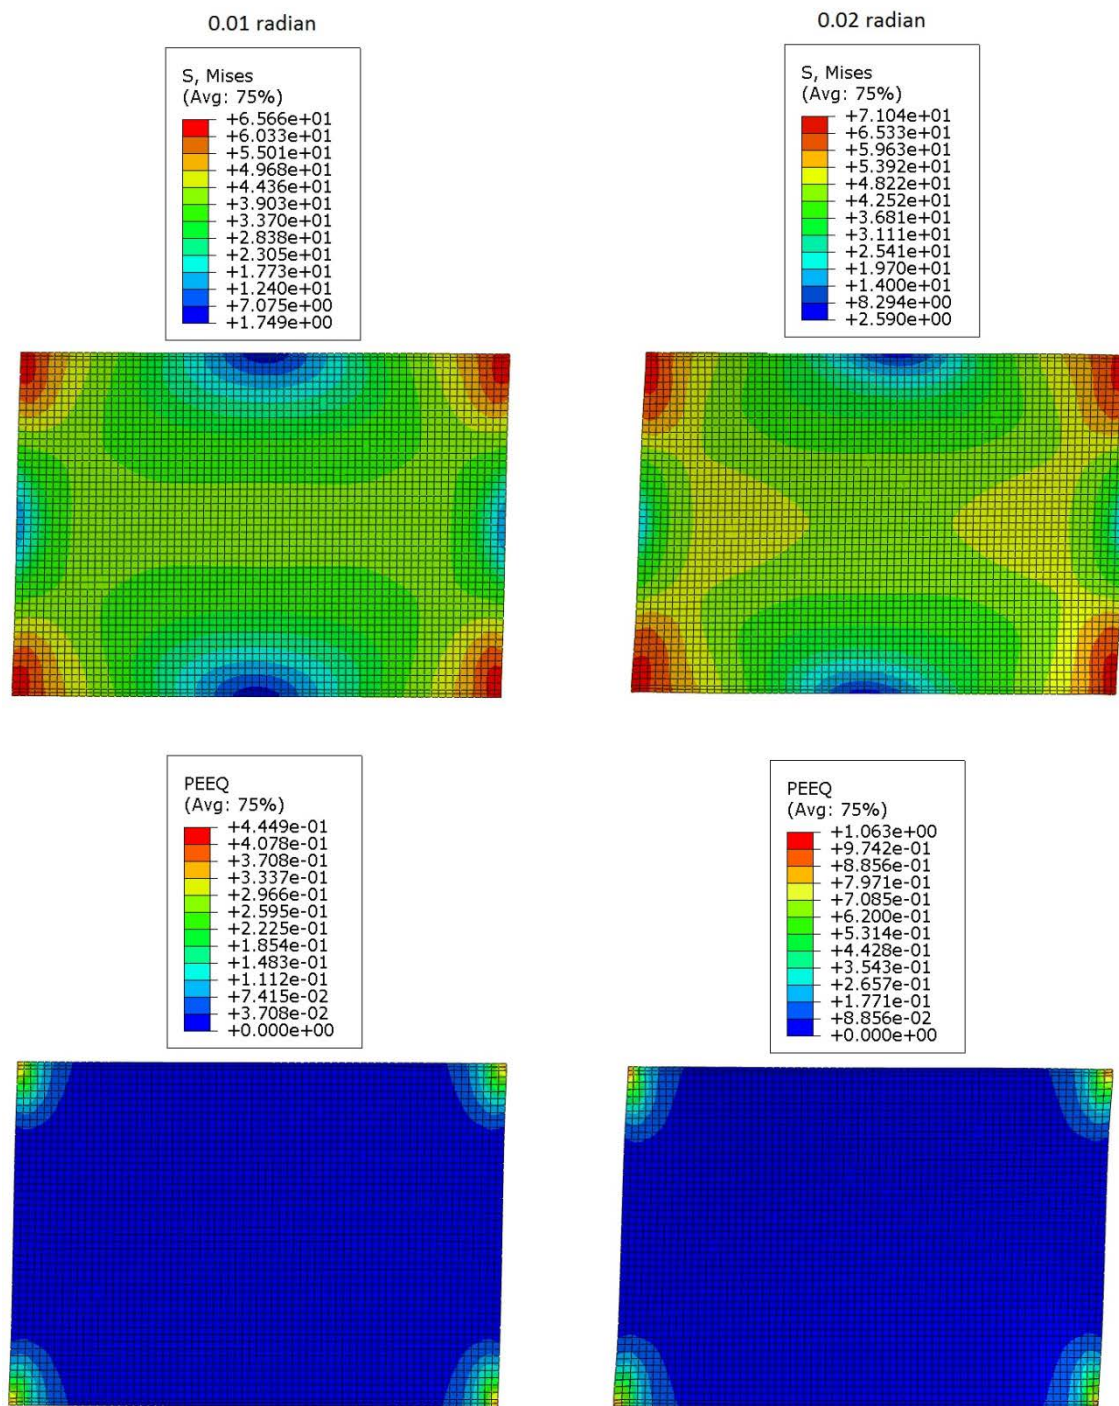 0.01 radian
0.02 radian
S, Mises
(Avg: 75%)
+6.566e+01
+6.033e+01
+5.501e+01
+4.968e+01
+4.436e+01
+3.903e+01
+3.370e+01
+2.838e+01
+2.305e+01
+1.773e+01
+1.240e+01
+7.075e+00
+1.749e+00
S, Mises
(Avg: 75%)
+7.104e+01
+6.533e+01
+5.963e+01
+5.392e+01
+4.822e+01
+4.252e+01
+3.681e+01
+3.111e+01
+2.541e+01
+1.970e+01
+1.400e+01
+8.294e+00
+2.590e+00
PEEQ
(Avg: 75%)
+4.449e-01
+4.078e-01
+3.708e-01
+3.337e-01
+2.966e-01
+2.595e-01
+2.225e-01
+1.854e-01
+1.483e-01
+1.112e-01
+7.415e-02
+3.708e-02
+0.000e+00
PEEQ
(Avg: 75%)
+1.063e+00
+9.742e-01
+8.856e-01
+7.971e-01
+7.085e-01
+6.200e-01
+5.314e-01
+4.428e-01
+3.543e-01
+2.657e-01
+1.771e-01
+8.856e-02
+0.000e+00